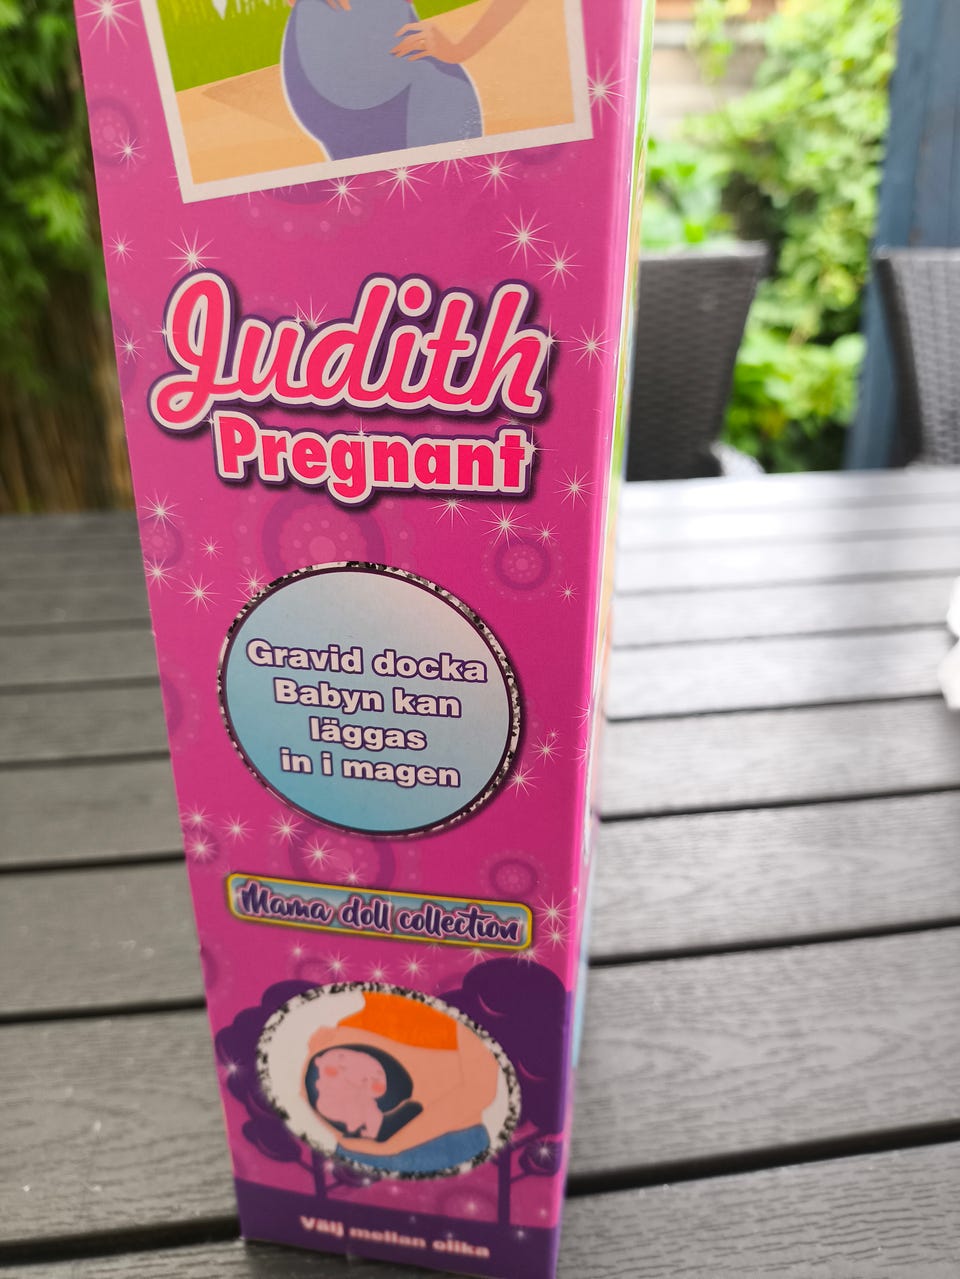 Judith
Pregnant
Gravid docka
Babyn kan
läggas
in i magen
Mama doll collection
Välj mellan olika